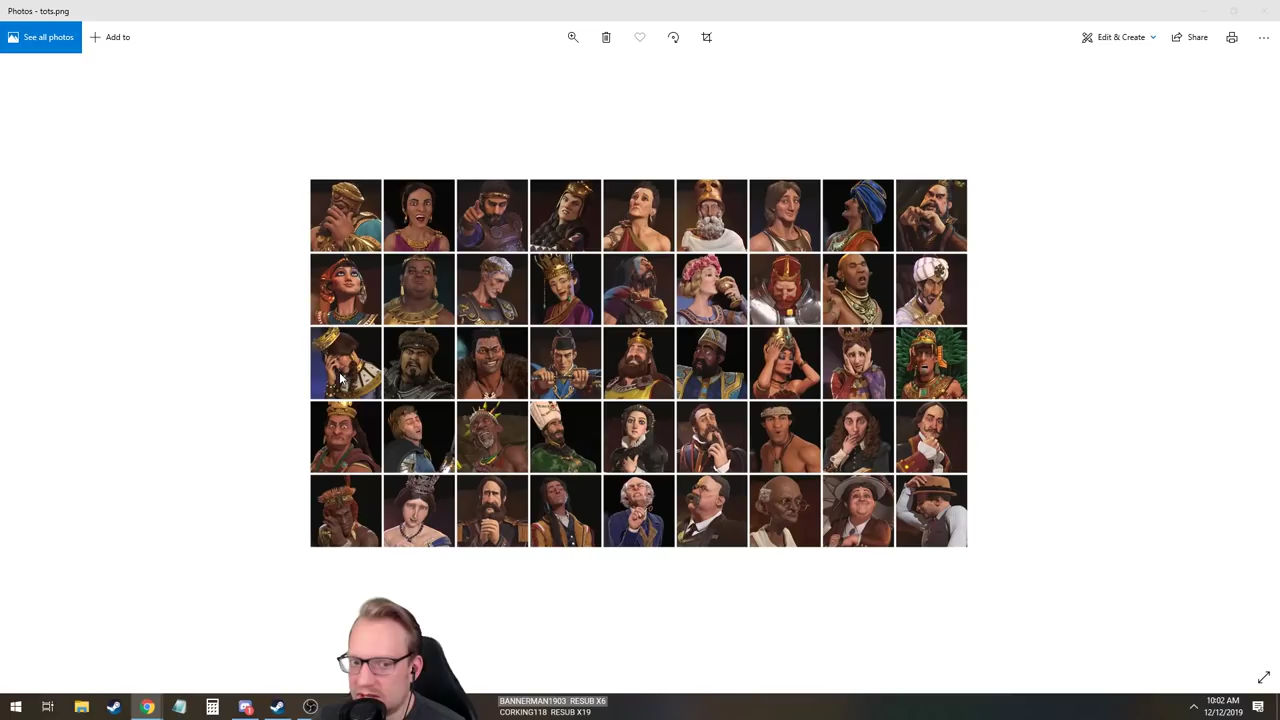 Photos - tots.png
See all photos
Add to
Edit & Create
Share
BANNERMAN1903 RESUB X6
CORKING118 RESUB X19
10:02 AM
12/12/2019